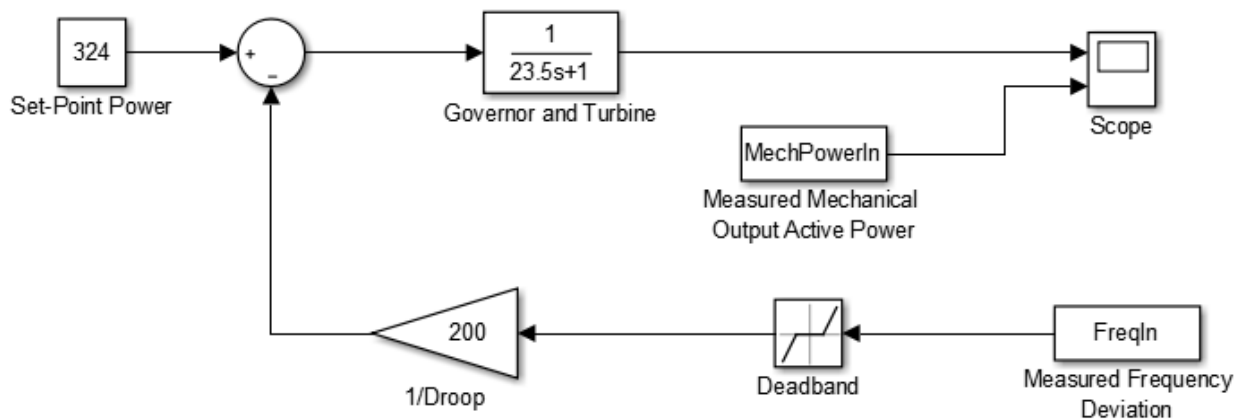 324
Set-Point Power
+
−
1
23.5s+1
Governor and Turbine
Scope
MechPowerIn
Measured Mechanical
Output Active Power
200
1/Droop
Deadband
FreqIn
Measured Frequency
Deviation